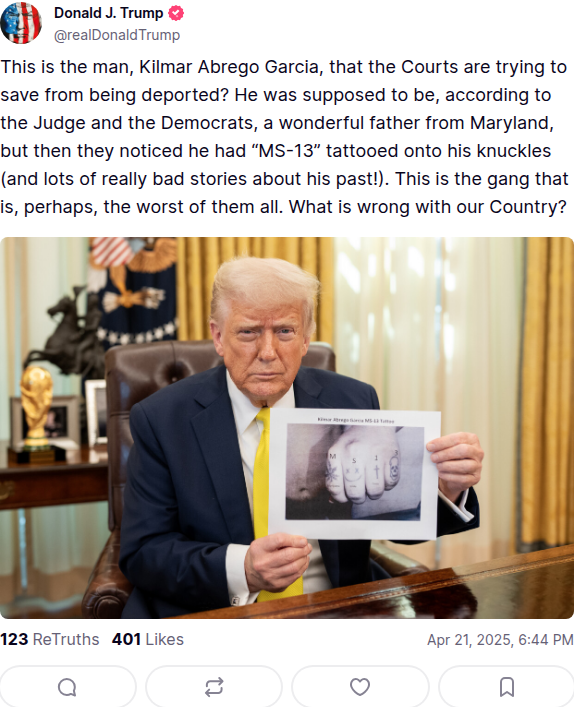 Donald J. Trump
@realDonaldTrump
This is the man, Kilmar Abrego Garcia, that the Courts are trying to
save from being deported? He was supposed to be, according to
the Judge and the Democrats, a wonderful father from Maryland,
but then they noticed he had “MS-13” tattooed onto his knuckles
(and lots of really bad stories about his past!). This is the gang that
is, perhaps, the worst of them all. What is wrong with our Country?
Kilmar Abrego Garcia MS-13 Tattoo
M S 1 3
123 ReTruths 401 Likes Apr 21, 2025, 6:44 PM